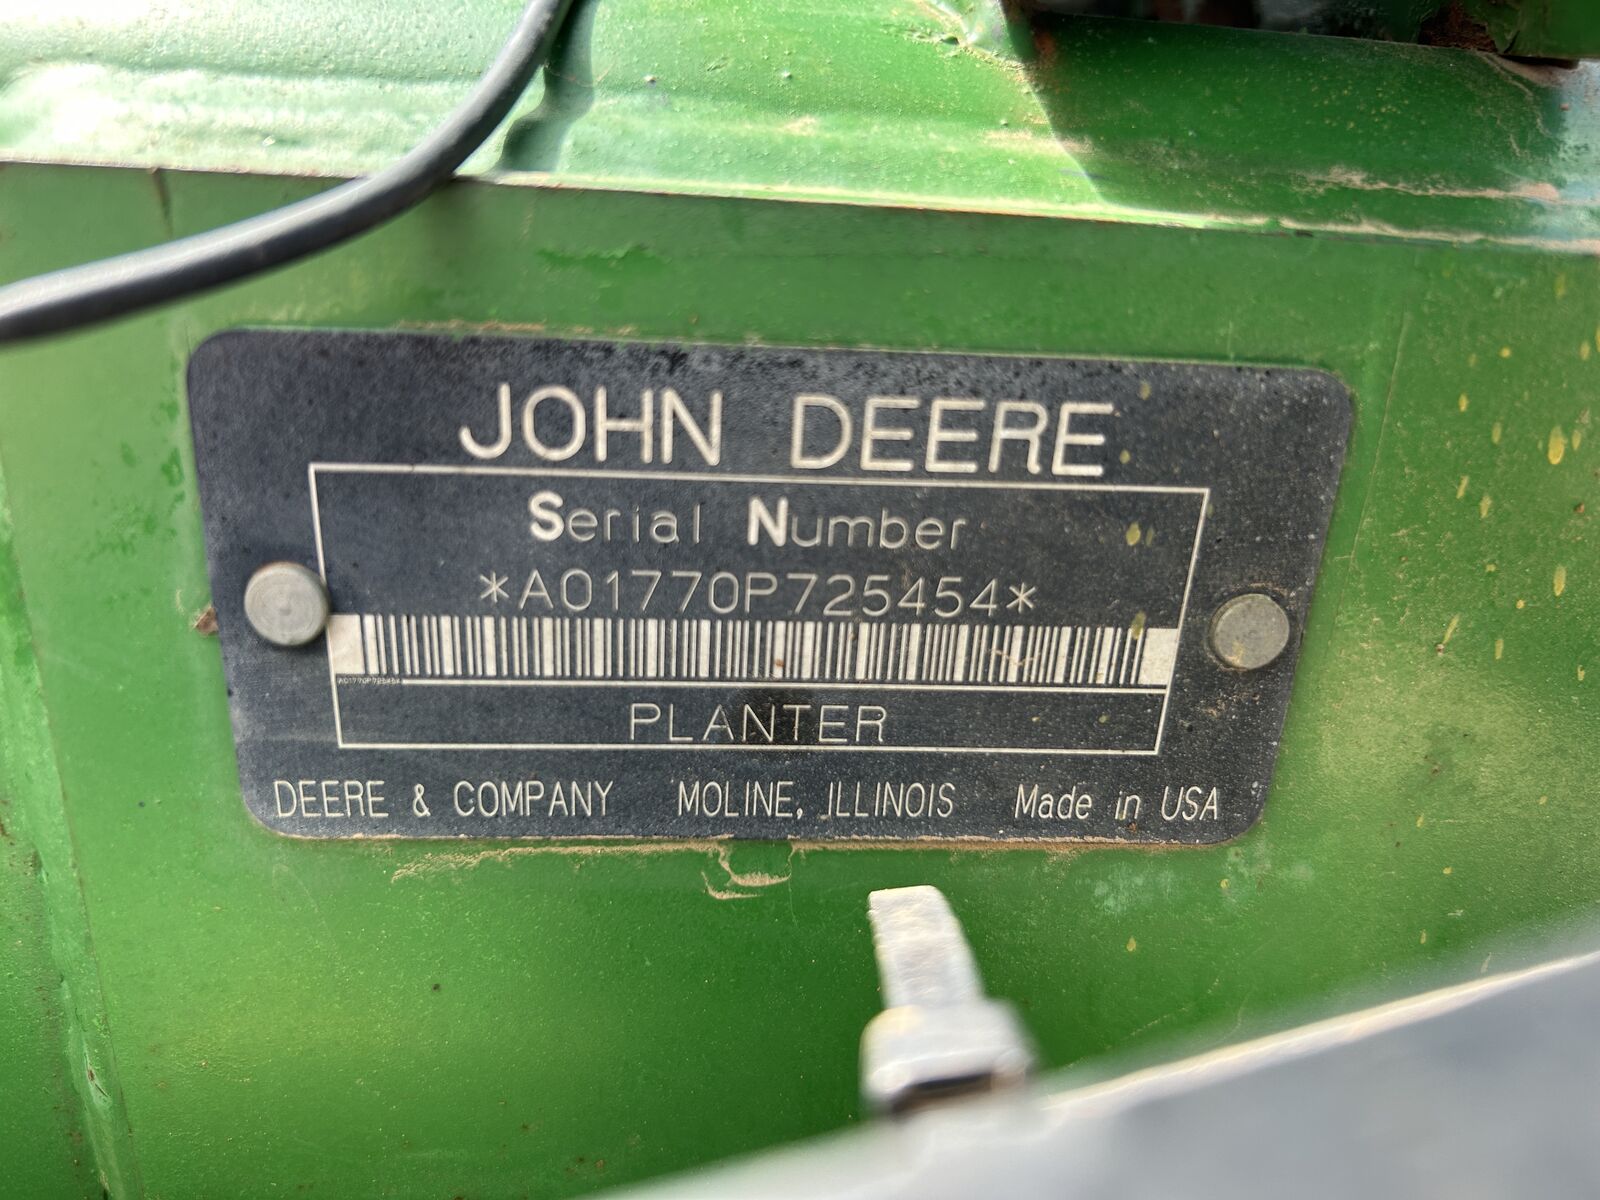 JOHN DEERE
Serial Number
*A01770P725454*
PLANTER
DEERE & COMPANY MOLINE, ILLINOIS Made in USA